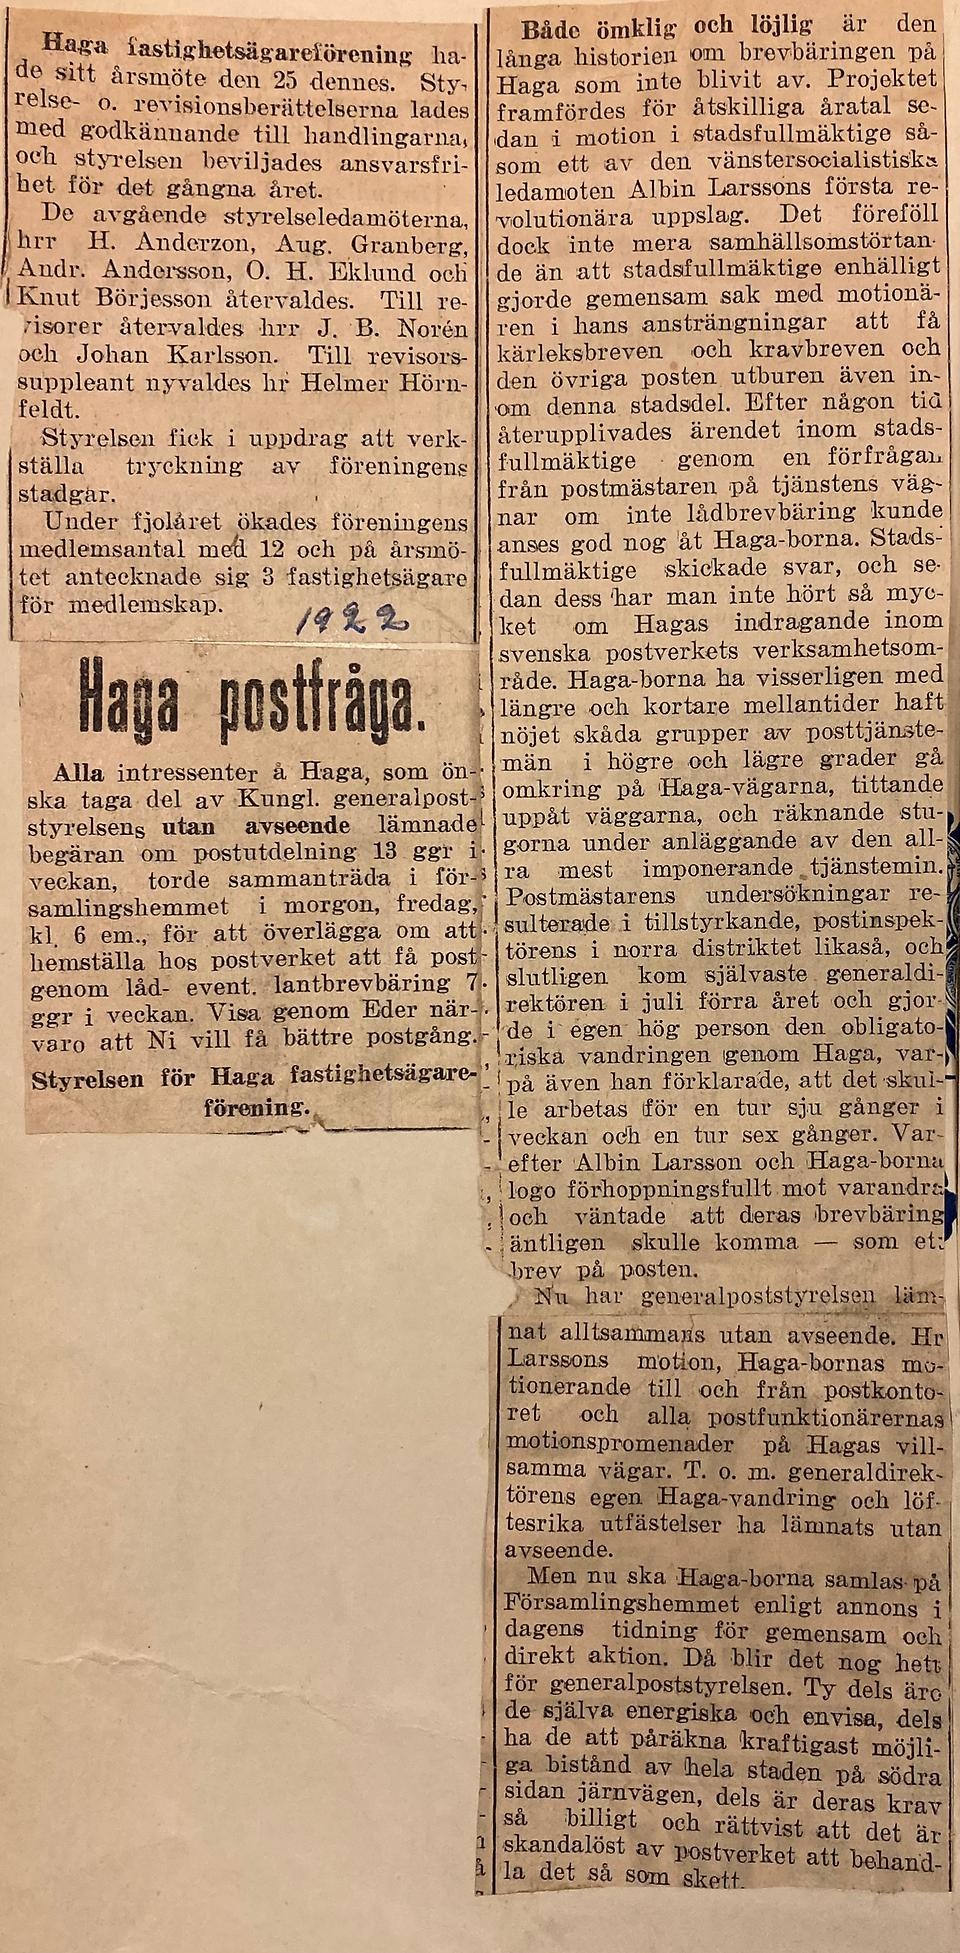 Haga fastighetsägareförening ha-
de sitt årsmöte den 25 dennes. Sty-
relse- o. revisionsberättelserna lades
med godkännande till handlingarna,
och styrelsen beviljades ansvarsfri-
het för det gångna året.
De avgående styrelseledamöterna,
hrr H. Anderzon, Aug. Granberg,
Andr. Andersson, O. H. Eklund och
Knut Börjesson återvaldes. Till re-
visorer återvaldes hrr J. B. Norén
och Johan Karlsson. Till revisors-
suppleant nyvaldes hr Helmer Hörn-
feldt.
Styrelsen fick i uppdrag att verk-
ställa tryckning av föreningens
stadgar.
Under fjolåret ökades föreningens
medlemsantal med 12 och på årsmö-
tet antecknade sig 3 fastighetsägare
för medlemskap.
1922
Haga postfråga.
Alla intressenter å Haga, som ön-
ska taga del av Kungl. generalpost-
styrelsens utan avseende lämnade
begäran om postutdelning 13 ggr i
veckan, torde sammanträda i för-
samlingshemmet i morgon, fredag,
kl. 6 em., för att överlägga om att
hemställa hos postverket att få post
genom låd- event. lantbrevbäring 7
ggr i veckan. Visa genom Eder när-
varo att Ni vill få bättre postgång.
Styrelsen för Haga fastighetsägare-
förening.
Både ömklig och löjlig är den
långa historien om brevbäringen på
Haga som inte blivit av. Projektet
framfördes för åtskilliga åratal se-
dan i motion i stadsfullmäktige så-
som ett av den vänstersocialistiska
ledamoten Albin Larssons första re-
volutionära uppslag. Det föreföll
dock inte mera samhällsomstörtan-
de än att stadsfullmäktige enhälligt
gjorde gemensam sak med motionä-
ren i hans ansträngningar att få
kärleksbreven och kravbreven och
den övriga posten utburen även in-
om denna stadsdel. Efter någon tid
återupplivades ärendet inom stads-
fullmäktige genom en förfrågan
från postmästaren på tjänstens väg-
nar om inte lådbrevbäring kunde
anses god nog åt Haga-borna. Stads-
fullmäktige skickade svar, och se-
dan dess har man inte hört så myc-
ket om Hagas indragande inom
svenska postverkets verksamhetsom-
råde. Haga-borna ha visserligen med
längre och kortare mellantider haft
nöjet skåda grupper av posttjänste-
män i högre och lägre grader gå
omkring på Haga-vägarna, tittande
uppåt väggarna, och räknande stu-
gorna under anläggande av den all-
ra mest imponerande tjänstemin.
Postmästarens undersökningar re-
sulterade i tillstyrkande, postinspek-
törens i norra distriktet likaså, och
slutligen kom självaste generaldi-
rektören i juli förra året och gjor-
de i egen hög person den obligato-
riska vandringen genom Haga, var-
på även han förklarade, att det skul-
le arbetas för en tur sju gånger i
veckan och en tur sex gånger. Var-
efter Albin Larsson och Haga-borna
logo förhoppningsfullt mot varandra
och väntade att deras brevbäring
äntligen skulle komma — som ett
brev på posten.
Nu har generalpoststyrelsen läm-
nat alltsammans utan avseende. Hr
Larssons motion, Haga-bornas mo-
tionerande till och från postkonto-
ret och alla postfunktionärernas
motionspromenader på Hagas vill-
samma vägar. T. o. m. generaldirek-
törens egen Haga-vandring och löf-
tesrika utfästelser ha lämnats utan
avseende.
Men nu ska Haga-borna samlas på
Församlingshemmet enligt annons i
dagens tidning för gemensam och
direkt aktion. Då blir det nog hett
för generalpoststyrelsen. Ty dels äro
de själva energiska och envisa, dels
ha de att påräkna kraftigast möjli-
ga bistånd av hela staden på södra
sidan järnvägen, dels är deras krav
så billigt och rättvist att det är
skandalöst av postverket att behand-
la det så som skett.